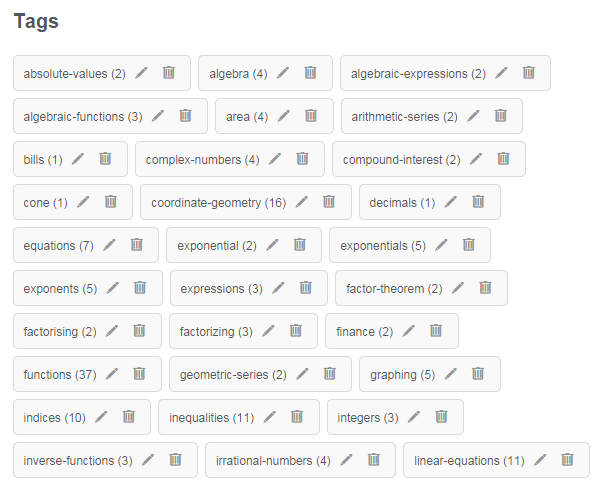 Tags
absolute-values (2) algebra (4) algebraic-expressions (2)
algebraic-functions (3) area (4) arithmetic-series (2)
bills (1) complex-numbers (4) compound-interest (2)
cone (1) coordinate-geometry (16) decimals (1)
equations (7) exponential (2) exponentials (5)
exponents (5) expressions (3) factor-theorem (2)
factorising (2) factorizing (3) finance (2)
functions (37) geometric-series (2) graphing (5)
indices (10) inequalities (11) integers (3)
inverse-functions (3) irrational-numbers (4) linear-equations (11)